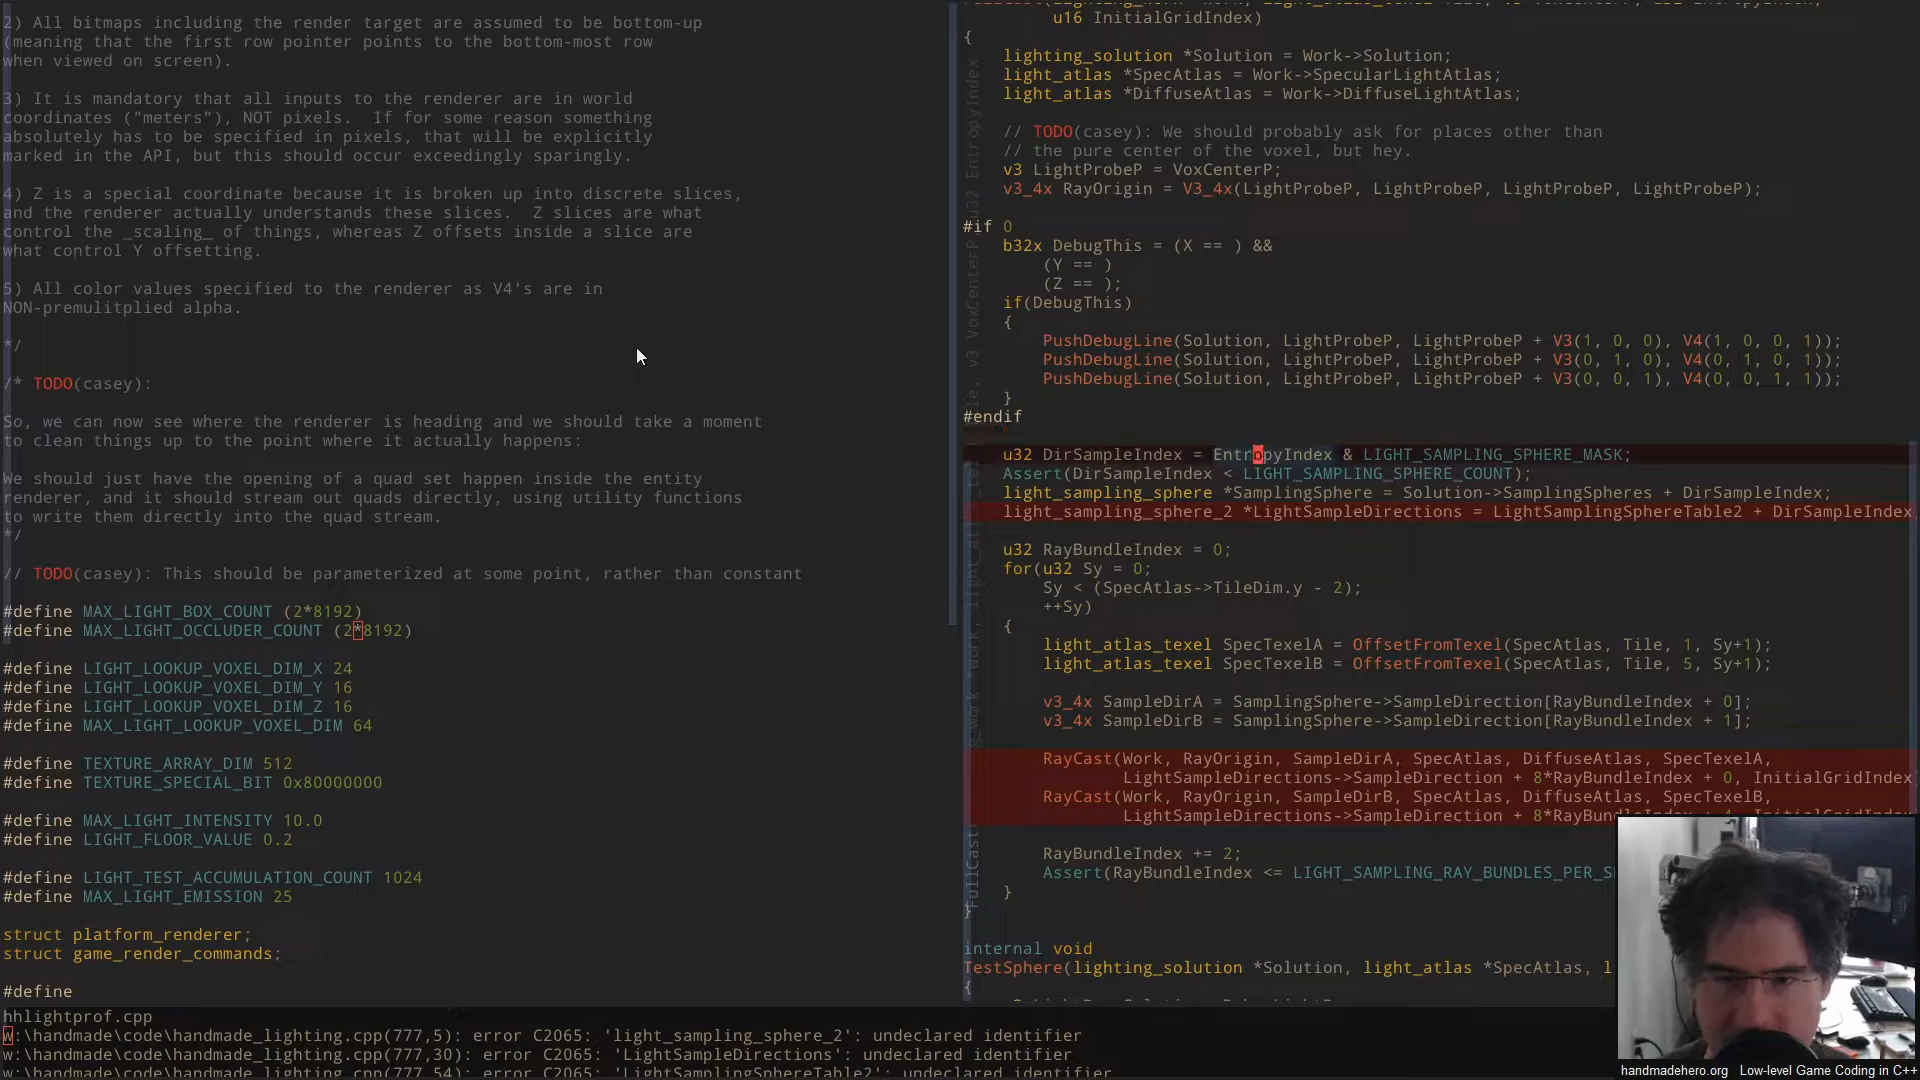 2) All bitmaps including the render target are assumed to be bottom-up
(meaning that the first row pointer points to the bottom-most row
when viewed on screen).
3) It is mandatory that all inputs to the renderer are in world
coordinates ("meters"), NOT pixels.  If for some reason something
absolutely has to be specified in pixels, that will be explicitly
marked in the API, but this should occur exceedingly sparingly.
4) Z is a special coordinate because it is broken up into discrete slices,
and the renderer actually understands these slices.  Z slices are what
control the _scaling_ of things, whereas Z offsets inside a slice are
what control Y offsetting.
5) All color values specified to the renderer as V4's are in
NON-premulitplied alpha.
*/
/* TODO(casey):
So, we can now see where the renderer is heading and we should take a moment
to clean things up to the point where it actually happens:
We should just have the opening of a quad set happen inside the entity
renderer, and it should stream out quads directly, using utility functions
to write them directly into the quad stream.
*/
// TODO(casey): This should be parameterized at some point, rather than constant
#define MAX_LIGHT_BOX_COUNT (2*8192)
#define MAX_LIGHT_OCCLUDER_COUNT (2*8192)
#define LIGHT_LOOKUP_VOXEL_DIM_X 24
#define LIGHT_LOOKUP_VOXEL_DIM_Y 16
#define LIGHT_LOOKUP_VOXEL_DIM_Z 16
#define MAX_LIGHT_LOOKUP_VOXEL_DIM 64
#define TEXTURE_ARRAY_DIM 512
#define TEXTURE_SPECIAL_BIT 0x80000000
#define MAX_LIGHT_INTENSITY 10.0
#define LIGHT_FLOOR_VALUE 0.2
#define LIGHT_TEST_ACCUMULATION_COUNT 1024
#define MAX_LIGHT_EMISSION 25
struct platform_renderer;
struct game_render_commands;
#define
u16 InitialGridIndex)
{
lighting_solution *Solution = Work->Solution;
light_atlas *SpecAtlas = Work->SpecularLightAtlas;
light_atlas *DiffuseAtlas = Work->DiffuseLightAtlas;
// TODO(casey): We should probably ask for places other than
// the pure center of the voxel, but hey.
v3 LightProbeP = VoxCenterP;
v3_4x RayOrigin = V3_4x(LightProbeP, LightProbeP, LightProbeP, LightProbeP);
#if 0
b32x DebugThis = (X == ) &&
(Y == )
(Z == );
if(DebugThis)
{
PushDebugLine(Solution, LightProbeP, LightProbeP + V3(1, 0, 0), V4(1, 0, 0, 1));
PushDebugLine(Solution, LightProbeP, LightProbeP + V3(0, 1, 0), V4(0, 1, 0, 1));
PushDebugLine(Solution, LightProbeP, LightProbeP + V3(0, 0, 1), V4(0, 0, 1, 1));
}
#endif
u32 DirSampleIndex = EntropyIndex & LIGHT_SAMPLING_SPHERE_MASK;
Assert(DirSampleIndex < LIGHT_SAMPLING_SPHERE_COUNT);
light_sampling_sphere *SamplingSphere = Solution->SamplingSpheres + DirSampleIndex;
light_sampling_sphere_2 *LightSampleDirections = LightSamplingSphereTable2 + DirSampleIndex
u32 RayBundleIndex = 0;
for(u32 Sy = 0;
Sy < (SpecAtlas->TileDim.y - 2);
++Sy)
{
light_atlas_texel SpecTexelA = OffsetFromTexel(SpecAtlas, Tile, 1, Sy+1);
light_atlas_texel SpecTexelB = OffsetFromTexel(SpecAtlas, Tile, 5, Sy+1);
v3_4x SampleDirA = SamplingSphere->SampleDirection[RayBundleIndex + 0];
v3_4x SampleDirB = SamplingSphere->SampleDirection[RayBundleIndex + 1];
RayCast(Work, RayOrigin, SampleDirA, SpecAtlas, DiffuseAtlas, SpecTexelA,
LightSampleDirections->SampleDirection + 8*RayBundleIndex + 0, InitialGridIndex
RayCast(Work, RayOrigin, SampleDirB, SpecAtlas, DiffuseAtlas, SpecTexelB,
LightSampleDirections->SampleDirection + 8*RayBundleIndex
RayBundleIndex += 2;
Assert(RayBundleIndex <= LIGHT_SAMPLING_RAY_BUNDLES_PER_S
}
}
internal void
TestSphere(lighting_solution *Solution, light_atlas *SpecAtlas, l
{
hhlightprof.cpp
w:\handmade\code\handmade_lighting.cpp(777,5): error C2065: 'light_sampling_sphere_2': undeclared identifier
w:\handmade\code\handmade_lighting.cpp(777,30): error C2065: 'LightSampleDirections': undeclared identifier
w:\handmade\code\handmade_lighting.cpp(777,54): error C2065: 'LightSamplingSphereTable2': undeclared identifier
handmadehero.org   Low-level Game Coding in C++